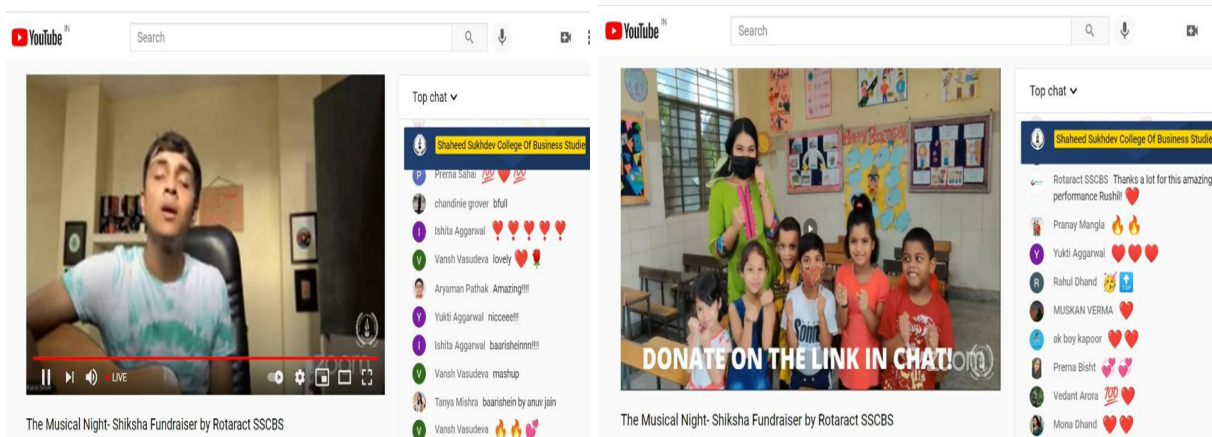 YouTube IN
Search
Top chat
Shaheed Sukhdev College Of Business Studie
P Prerna Sahai 💯❤️💯
chandinie grover bfull
I Ishita Aggarwal ❣️❣️❣️❣️❣️
V Vansh Vasudeva lovely ❤️🌹
Aryaman Pathak Amazing!!!!
Y Yukti Aggarwal nicceee!!!
I Ishita Aggarwal baarisheinnn!!!!
V Vansh Vasudeva mashup
Tanya Mishra baarishein by anuv jain
V Vansh Vasudeva 🔥🔥💕
LIVE
zoom
The Musical Night- Shiksha Fundraiser by Rotaract SSCBS
YouTube IN
Search
Top chat
Shaheed Sukhdev College Of Business Studie
Rotaract SSCBS Thanks a lot for this amazing
performance Rushil! ❤️
Pranay Mangla 🔥🔥
Y Yukti Aggarwal ❤️❤️❤️
R Rahul Dhand 🥳🔝
MUSKAN VERMA ❤️
ak boy kapoor ❤️❤️
Prerna Bisht 💞💞
Vedant Arora 💯❤️
Mona Dhand ❤️❤️
DONATE ON THE LINK IN CHAT!
zoom
The Musical Night- Shiksha Fundraiser by Rotaract SSCBS